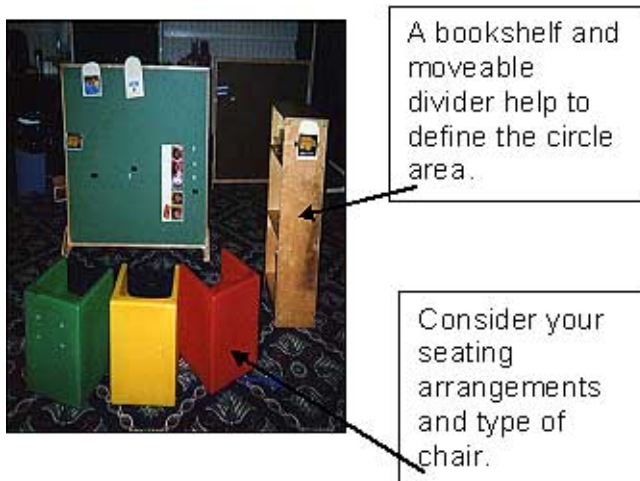 A bookshelf and
moveable
divider help to
define the circle
area.
Consider your
seating
arrangements
and type of
chair.